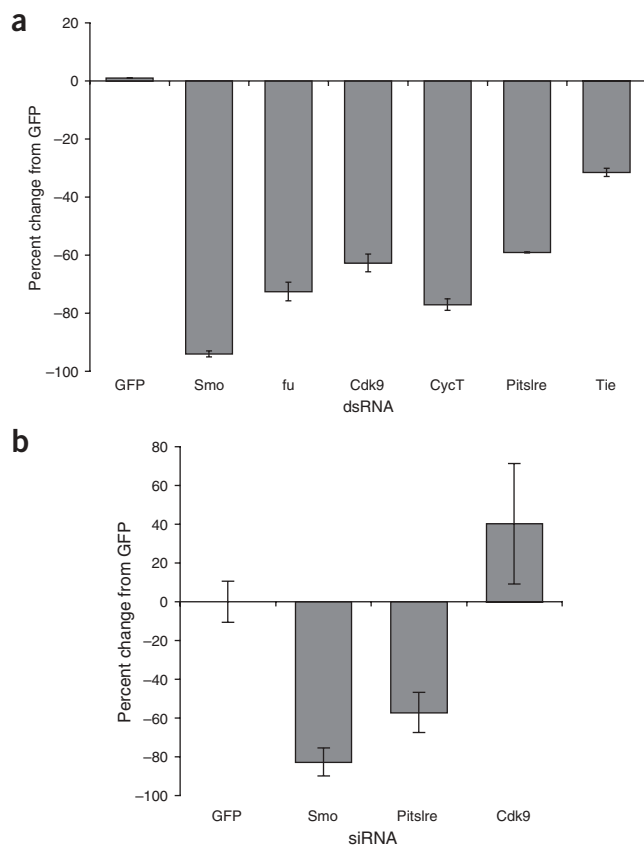 a
Percent change from GFP
20
0
−20
−40
−60
−80
−100
GFP Smo fu Cdk9 CycT Pitslre Tie
dsRNA
b
Percent change from GFP
80
60
40
20
0
−20
−40
−60
−80
−100
GFP Smo Pitslre Cdk9
siRNA